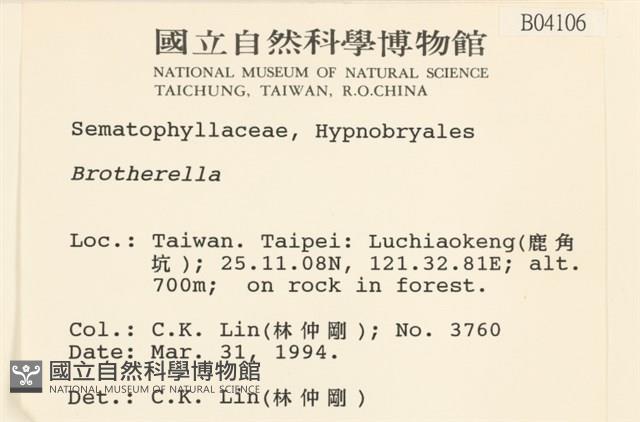 B04106
國立自然科學博物館
NATIONAL MUSEUM OF NATURAL SCIENCE
TAICHUNG, TAIWAN, R.O.CHINA
Sematophyllaceae, Hypnobryales
Brotherella
Loc.: Taiwan. Taipei: Luchiaokeng(鹿角
坑); 25.11.08N, 121.32.81E; alt.
700m; on rock in forest.
Col.: C.K. Lin(林仲剛); No. 3760
Date: Mar. 31, 1994.
國立自然科學博物館
NATIONAL MUSEUM OF NATURAL SCIENCE
Det.: C.K. Lin(林仲剛)